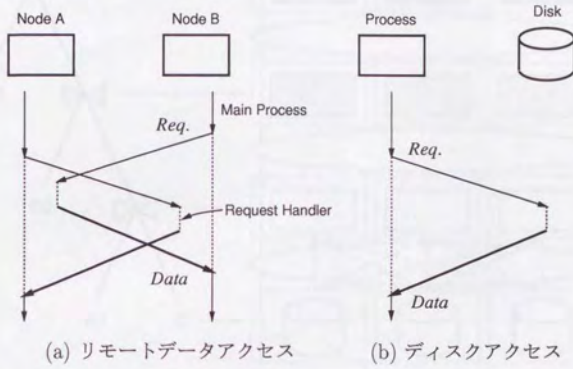 Node A
Node B
Process
Disk
Main Process
Req.
Req.
Request Handler
Data
Data
(a) リモートデータアクセス
(b) ディスクアクセス